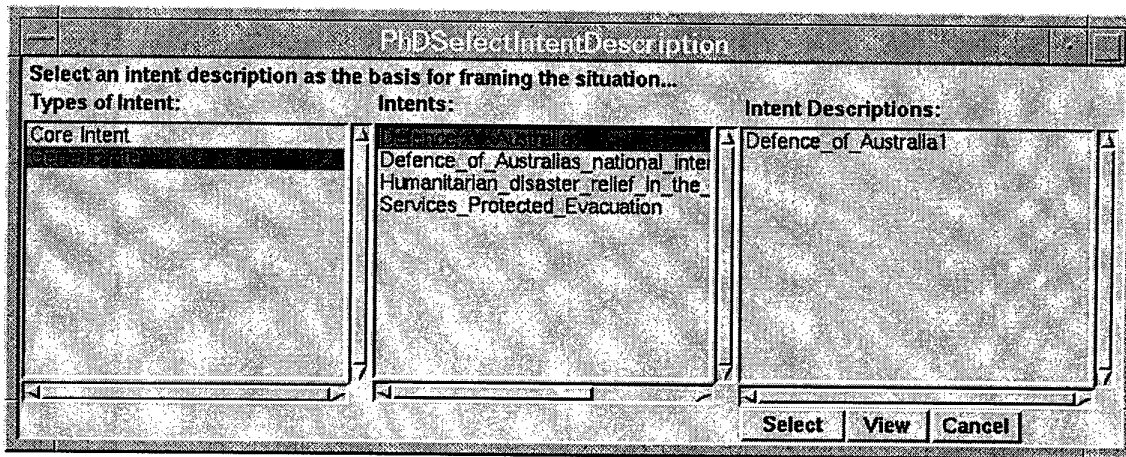 PhDSelectIntentDescription
Select an intent description as the basis for framing the situation...
Types of Intent:
Core Intent
Intents:
Defence_of_Australia
Defence_of_Australias_national_inter
Humanitarian_disaster_relief_in_the_
Services_Protected_Evacuation
Intent Descriptions:
Defence_of_Australia1
Select
View
Cancel